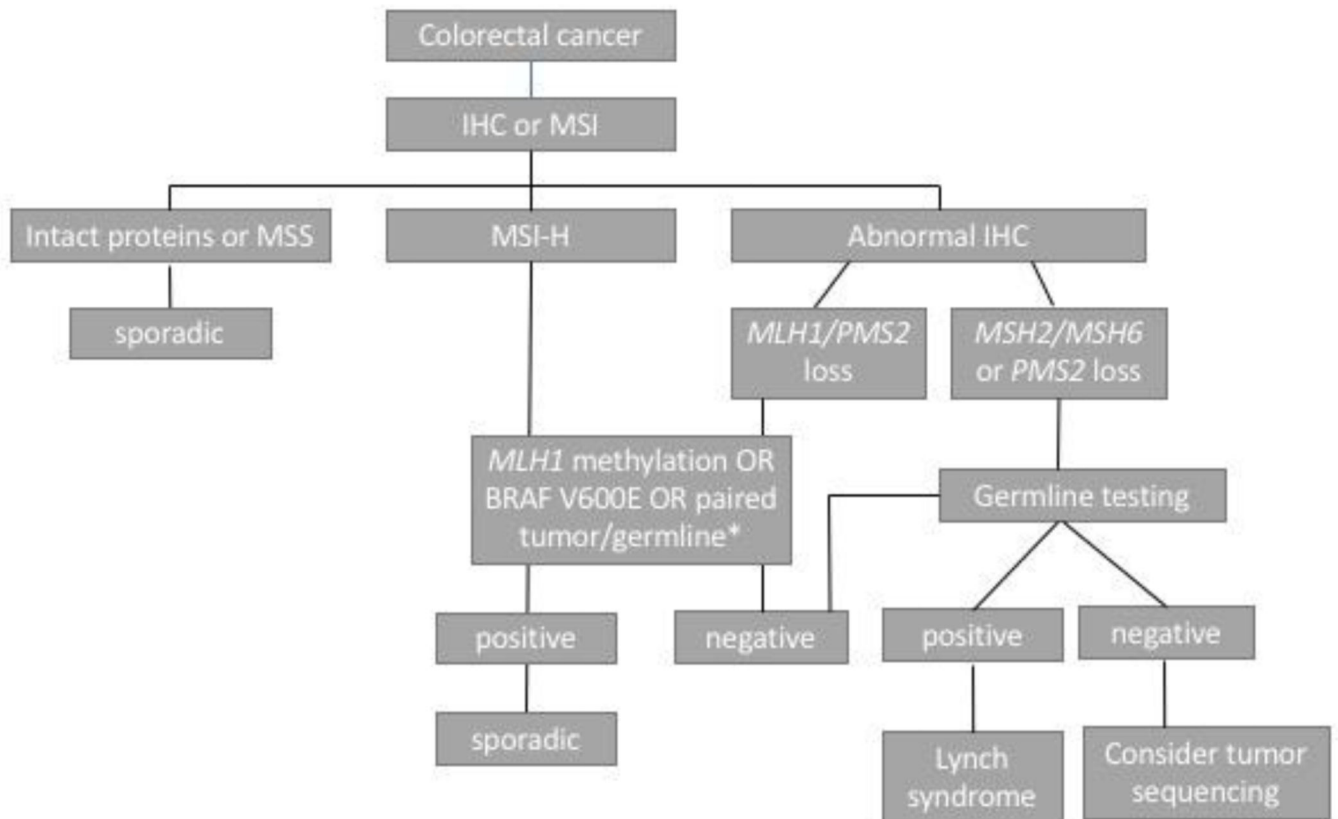 Colorectal cancer
IHC or MSI
Intact proteins or MSS
MSI-H
Abnormal IHC
sporadic
MLH1/PMS2
loss
MSH2/MSH6
or PMS2 loss
MLH1 methylation OR
BRAF V600E OR paired
tumor/germline*
Germline testing
positive
negative
positive
negative
sporadic
Lynch
syndrome
Consider tumor
sequencing